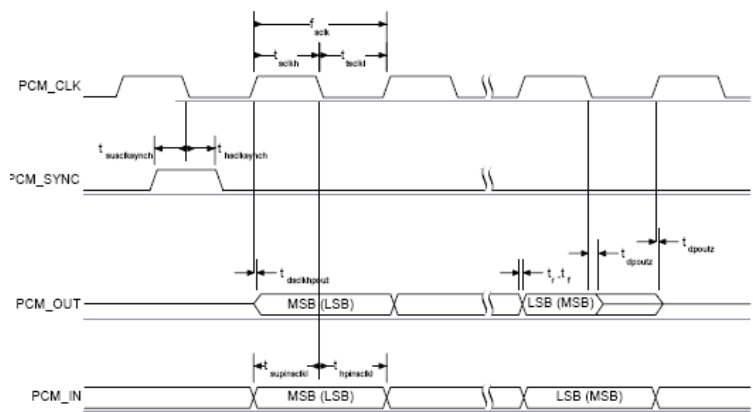 f sclk
t sclkh t tsclkl
PCM_CLK
t susclksynch t hsclksynch
PCM_SYNC
t dpoutz
t dpoutz
t dsclkhpout
t r ,t f
PCM_OUT MSB (LSB) LSB (MSB)
t supinsclkl t hpinsclkl
PCM_IN MSB (LSB) LSB (MSB)